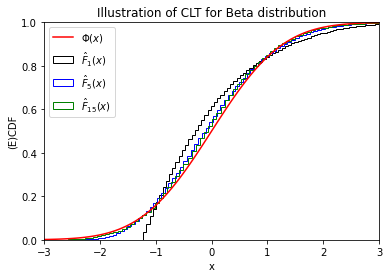 Illustration of CLT for Beta distribution
Φ(x)
F̂₁(x)
F̂₅(x)
F̂₁₅(x)
(E)CDF
1.0
0.8
0.6
0.4
0.2
0.0
−3 −2 −1 0 1 2 3
x